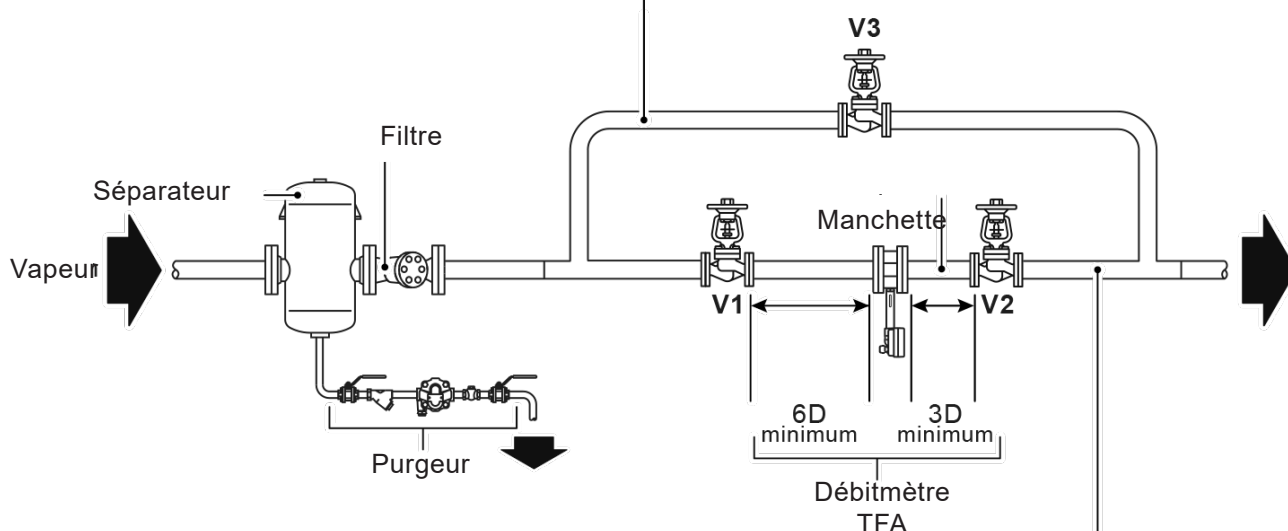 V3
Filtre
Séparateur
Manchette
Vapeur
V1
V2
6D
minimum
3D
minimum
Purgeur
Débitmètre
TFA